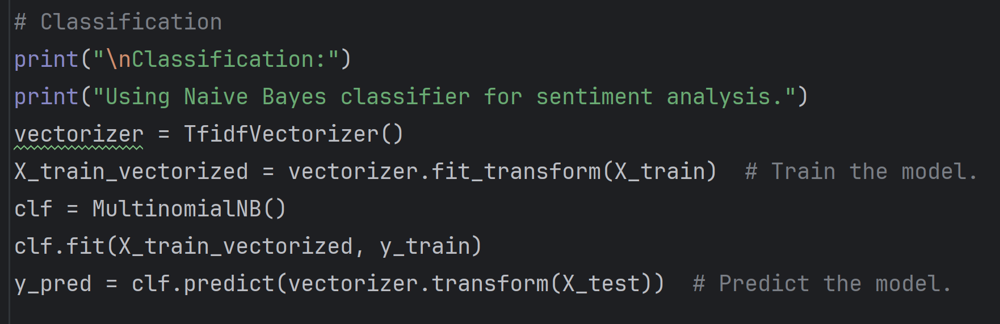 # Classification
print("\nClassification:")
print("Using Naive Bayes classifier for sentiment analysis.")
vectorizer = TfidfVectorizer()
X_train_vectorized = vectorizer.fit_transform(X_train)  # Train the model.
clf = MultinomialNB()
clf.fit(X_train_vectorized, y_train)
y_pred = clf.predict(vectorizer.transform(X_test))  # Predict the model.